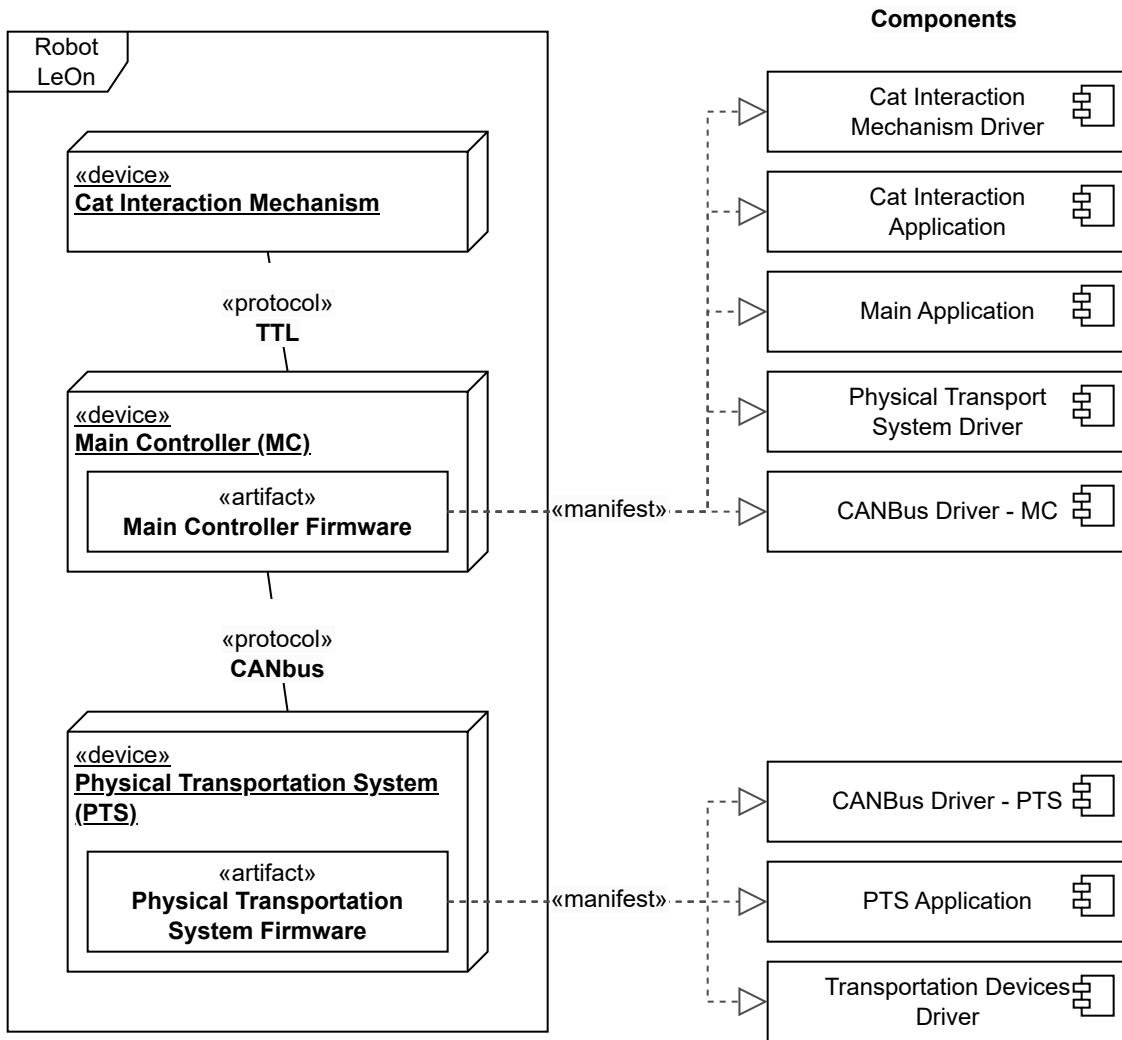 Components
Robot
LeOn
Cat Interaction
Mechanism Driver
«device»
Cat Interaction Mechanism
Cat Interaction
Application
«protocol»
TTL
Main Application
«device»
Main Controller (MC)
Physical Transport
System Driver
«artifact»
Main Controller Firmware
«manifest»
CANBus Driver - MC
«protocol»
CANbus
«device»
Physical Transportation System
(PTS)
CANBus Driver - PTS
«artifact»
Physical Transportation
System Firmware
«manifest»
PTS Application
Transportation Devices
Driver